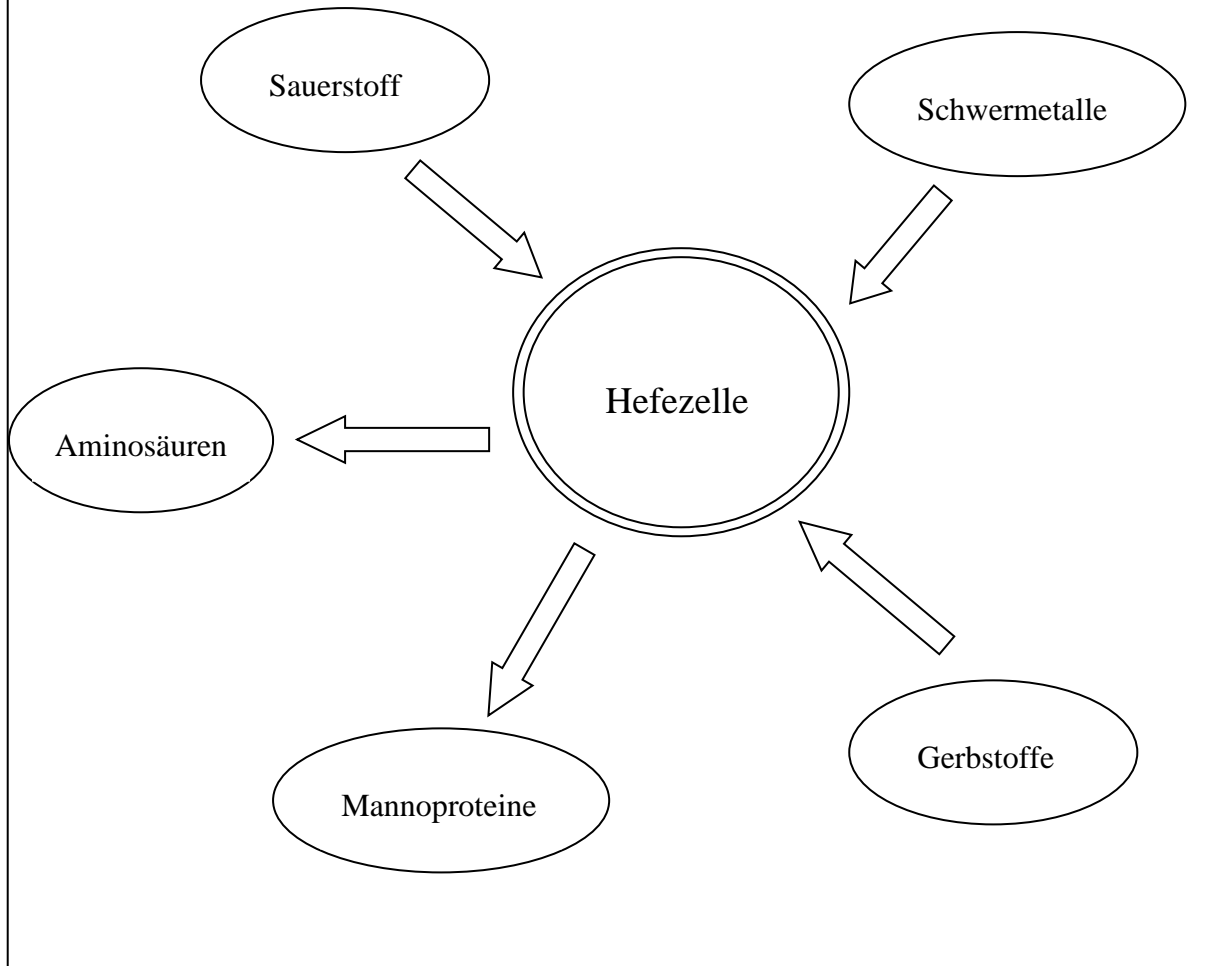 Sauerstoff
Schwermetalle
Hefezelle
Aminosäuren
Gerbstoffe
Mannoproteine